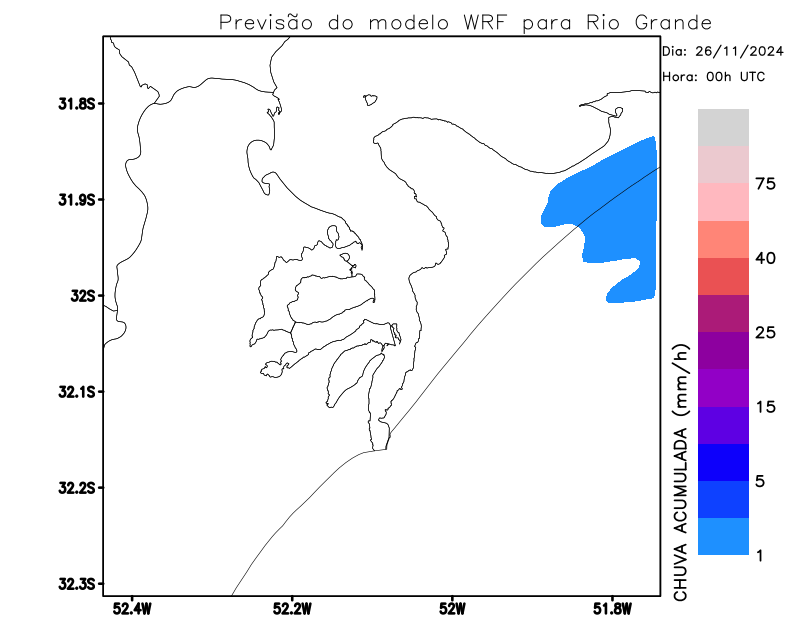 Previsão do modelo WRF para Rio Grande
Dia: 26/11/2024
Hora: 00h UTC
31.8S
31.9S
32S
32.1S
32.2S
32.3S
52.4W
52.2W
52W
51.8W
CHUVA ACUMULADA (mm/h)
75
40
25
15
5
1